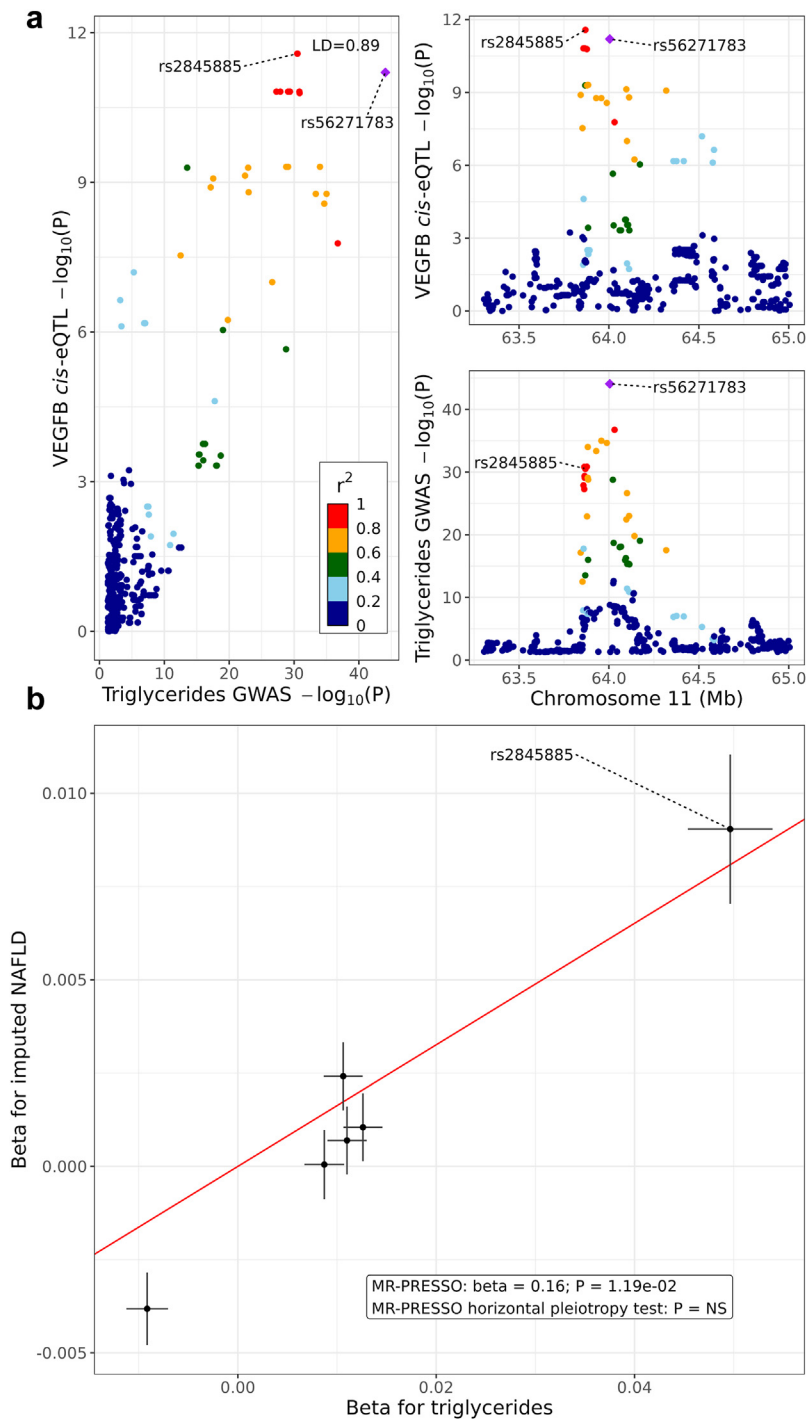 a
12
9
6
3
0
0
10
20
30
40
VEGFB cis-eQTL −log10(P)
Triglycerides GWAS −log10(P)
rs2845885
LD=0.89
rs56271783
r2
1
0.8
0.6
0.4
0.2
0
12
9
6
3
0
63.5
64.0
64.5
65.0
VEGFB cis-eQTL −log10(P)
rs2845885
rs56271783
40
30
20
10
0
63.5
64.0
64.5
65.0
Triglycerides GWAS −log10(P)
Chromosome 11 (Mb)
rs56271783
rs2845885
b
0.010
0.005
0.000
-0.005
0.00
0.02
0.04
Beta for imputed NAFLD
Beta for triglycerides
rs2845885
MR-PRESSO: beta = 0.16; P = 1.19e-02
MR-PRESSO horizontal pleiotropy test: P = NS